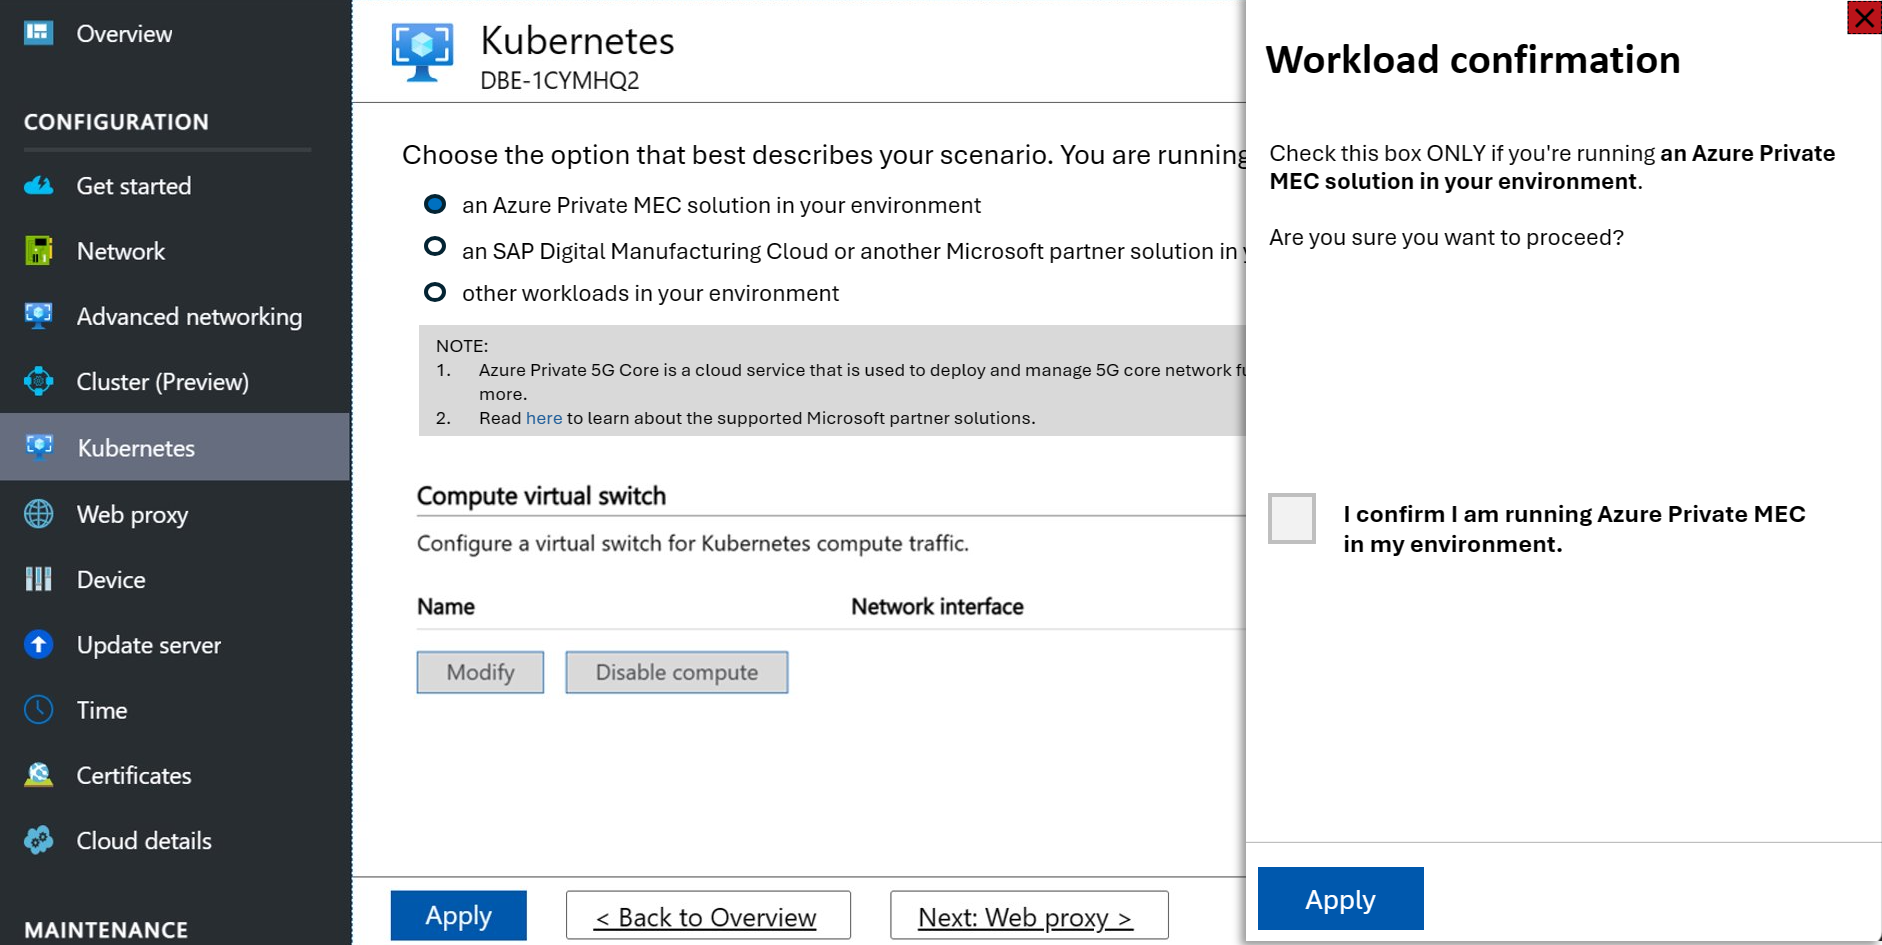 Overview
CONFIGURATION
Get started
Network
Advanced networking
Cluster (Preview)
Kubernetes
Web proxy
Device
Update server
Time
Certificates
Cloud details
MAINTENANCE
Kubernetes
DBE-1CYMHQ2
Choose the option that best describes your scenario. You are running
an Azure Private MEC solution in your environment
an SAP Digital Manufacturing Cloud or another Microsoft partner solution in
other workloads in your environment
NOTE:
1. Azure Private 5G Core is a cloud service that is used to deploy and manage 5G core network
more.
2. Read here to learn about the supported Microsoft partner solutions.
Compute virtual switch
Configure a virtual switch for Kubernetes compute traffic.
Name Network interface
Modify Disable compute
Apply < Back to Overview Next: Web proxy >
Workload confirmation
Check this box ONLY if you're running an Azure Private
MEC solution in your environment.
Are you sure you want to proceed?
I confirm I am running Azure Private MEC
in my environment.
Apply